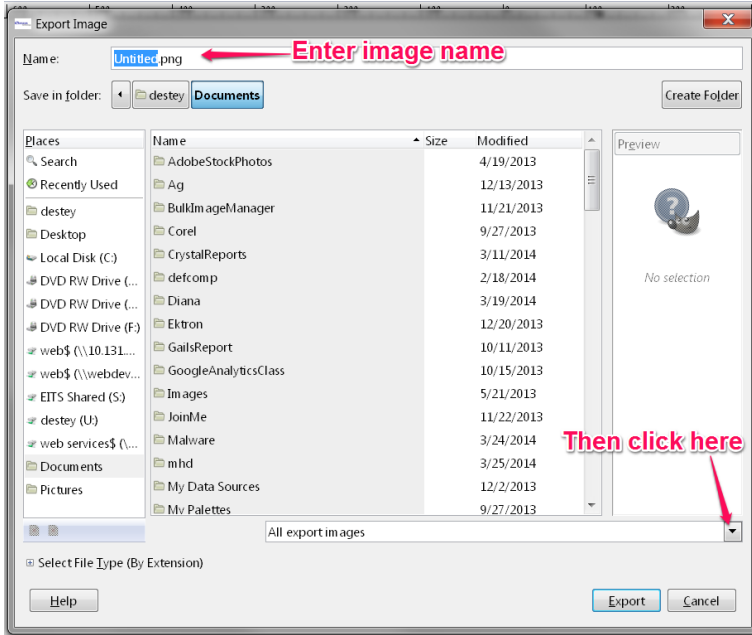 Export Image
Name: Untitled.png Enter image name
Save in folder: destey Documents Create Folder
Places Name Size Modified Preview
Search AdobeStockPhotos 4/19/2013
Recently Used Ag 12/13/2013
destey BulkImageManager 11/21/2013
Desktop Corel 9/27/2013
Local Disk (C:) CrystalReports 3/11/2014
DVD RW Drive (... defcomp 2/18/2014 No selection
DVD RW Drive (... Diana 3/19/2014
DVD RW Drive (F:) Ektron 12/20/2013
web$ (\\10.131.... GailsReport 10/11/2013
web$ (\\webdev... GoogleAnalyticsClass 10/15/2013
EITS Shared (S:) Images 5/21/2013
destey (U:) JoinMe 11/22/2013
web services$ (\... Malware 3/24/2014 Then click here
Documents mhd 3/25/2014
Pictures My Data Sources 12/2/2013
My Palettes 9/27/2013
All export images
Select File Type (By Extension)
Help Export Cancel